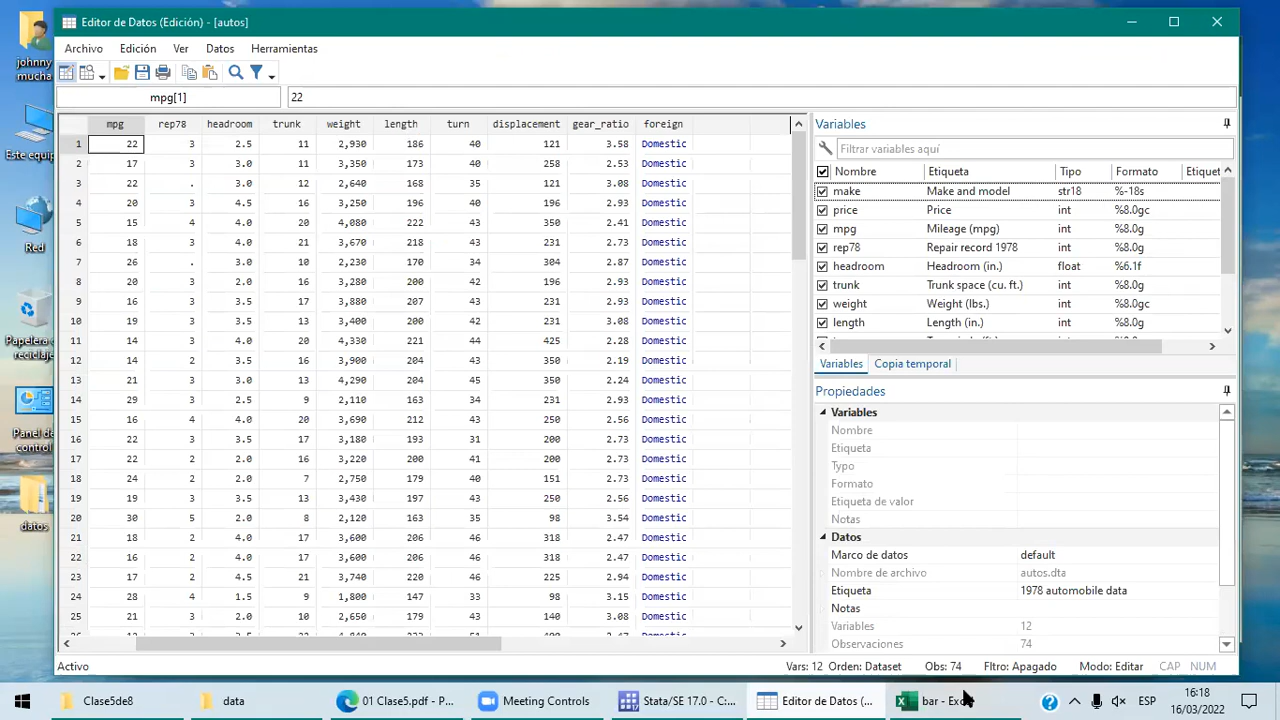 Editor de Datos (Edición) - [autos]
Archivo Edición Ver Datos Herramientas
mpg[1] 22
mpg rep78 headroom trunk weight length turn displacement gear_ratio foreign
1 22 3 2.5 11 2,930 186 40 121 3.58 Domestic
2 17 3 3.0 11 3,350 173 40 258 2.53 Domestic
3 22 . 3.0 12 2,640 168 35 121 3.08 Domestic
4 20 3 4.5 16 3,250 196 40 196 2.93 Domestic
5 15 4 4.0 20 4,080 222 43 350 2.41 Domestic
6 18 3 4.0 21 3,670 218 43 231 2.73 Domestic
7 26 . 3.0 10 2,230 170 34 304 2.87 Domestic
8 20 3 2.0 16 3,280 200 42 196 2.93 Domestic
9 16 3 3.5 17 3,880 207 43 231 2.93 Domestic
10 19 3 3.5 13 3,400 200 42 231 3.08 Domestic
11 14 3 4.0 20 4,330 221 44 425 2.28 Domestic
12 14 2 3.5 16 3,900 204 43 350 2.19 Domestic
13 21 3 3.0 13 4,290 204 45 350 2.24 Domestic
14 29 3 2.5 9 2,110 163 34 231 2.93 Domestic
15 16 4 4.0 20 3,690 212 43 250 2.56 Domestic
16 22 3 3.5 17 3,180 193 31 200 2.73 Domestic
17 22 2 2.0 16 3,220 200 41 200 2.73 Domestic
18 24 2 2.0 7 2,750 179 40 151 2.73 Domestic
19 19 3 3.5 13 3,430 197 43 250 2.56 Domestic
20 30 5 2.0 8 2,120 163 35 98 3.54 Domestic
21 18 2 4.0 17 3,600 206 46 318 2.47 Domestic
22 16 2 4.0 17 3,600 206 46 318 2.47 Domestic
23 17 2 4.5 21 3,740 220 46 225 2.94 Domestic
24 28 4 1.5 9 1,800 147 33 98 3.15 Domestic
25 21 3 2.0 10 2,650 179 43 140 3.08 Domestic
Activo
Variables
Filtrar variables aquí
Nombre Etiqueta Tipo Formato Etiquet
make Make and model str18 %-18s
price Price int %8.0gc
mpg Mileage (mpg) int %8.0g
rep78 Repair record 1978 int %8.0g
headroom Headroom (in.) float %6.1f
trunk Trunk space (cu. ft.) int %8.0g
weight Weight (lbs.) int %8.0gc
length Length (in.) int %8.0g
Variables Copia temporal
Propiedades
Variables
Nombre
Etiqueta
Typo
Formato
Etiqueta de valor
Notas
Datos
Marco de datos default
Nombre de archivo autos.dta
Etiqueta 1978 automobile data
Notas
Variables 12
Observaciones 74
Vars: 12 Orden: Dataset Obs: 74 Fltro: Apagado Modo: Editar CAP NUM
johnny
mucha
Este equip
Red
Papelera
reciclaje
Panel de
control
datos
Clase5de8 data 01 Clase5.pdf - P... Meeting Controls Stata/SE 17.0 - C:... Editor de Datos (... bar - Ex
ESP 16:18
16/03/2022